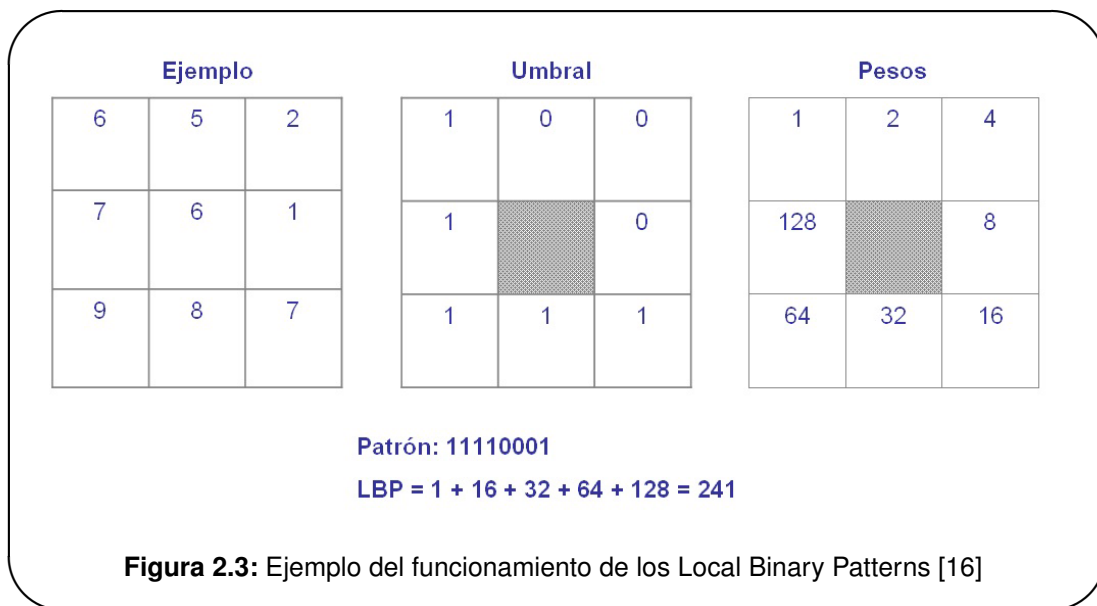 Ejemplo Umbral Pesos
6 5 2 1 0 0 1 2 4
7 6 1 1 0 128 8
9 8 7 1 1 1 64 32 16
Patrón: 11110001
LBP = 1 + 16 + 32 + 64 + 128 = 241
Figura 2.3: Ejemplo del funcionamiento de los Local Binary Patterns [16]